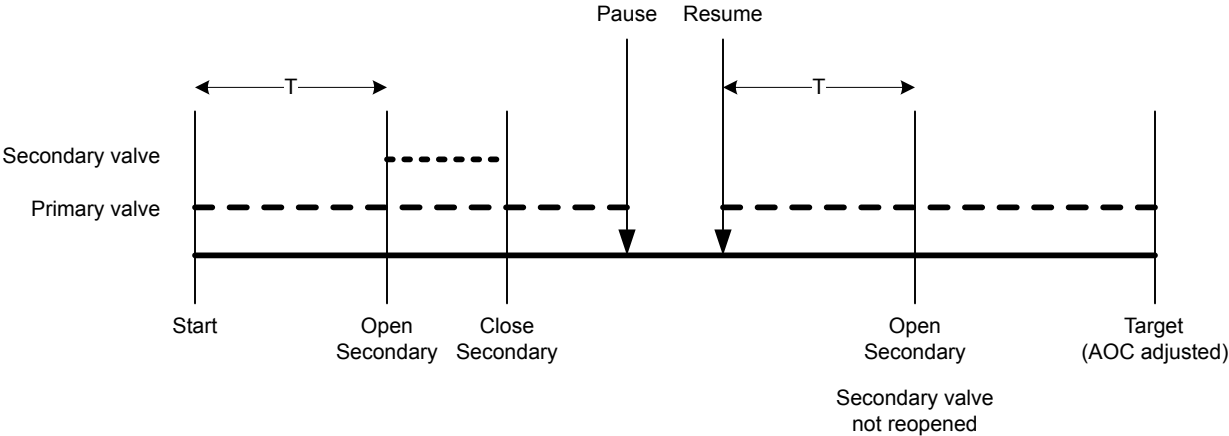 Pause
Resume
T
T
Secondary valve
Primary valve
Start
Open
Secondary
Close
Secondary
Open
Secondary
Target
(AOC adjusted)
Secondary valve
not reopened